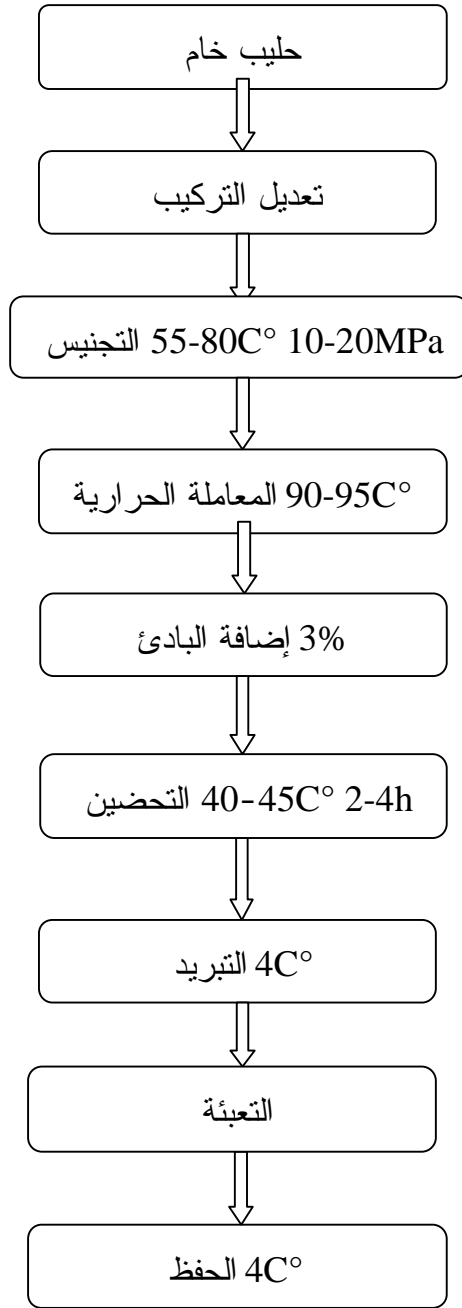 حليب خام
تعديل التركيب
التجنيس 55-80C° 10-20MPa
المعاملة الحرارية 90-95C°
إضافة البادئ 3%
التحضين 40-45C° 2-4h
التبريد 4C°
التعبئة
الحفظ 4C°